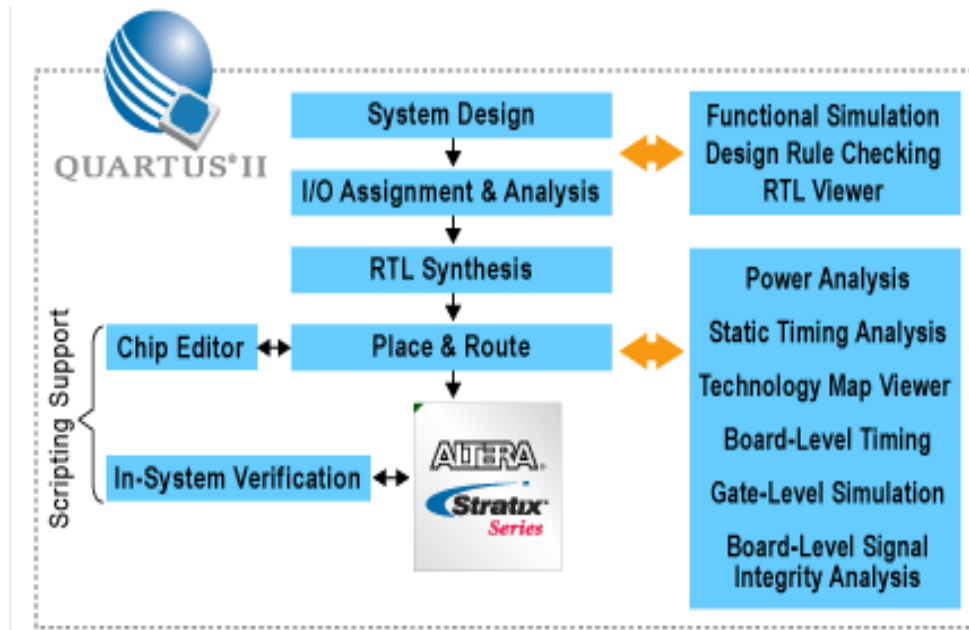 QUARTUS® II
System Design
I/O Assignment & Analysis
RTL Synthesis
Place & Route
Functional Simulation
Design Rule Checking
RTL Viewer
Power Analysis
Static Timing Analysis
Technology Map Viewer
Board-Level Timing
Gate-Level Simulation
Board-Level Signal
Integrity Analysis
Scripting Support
Chip Editor
In-System Verification
ALTERA®
Stratix™
Series